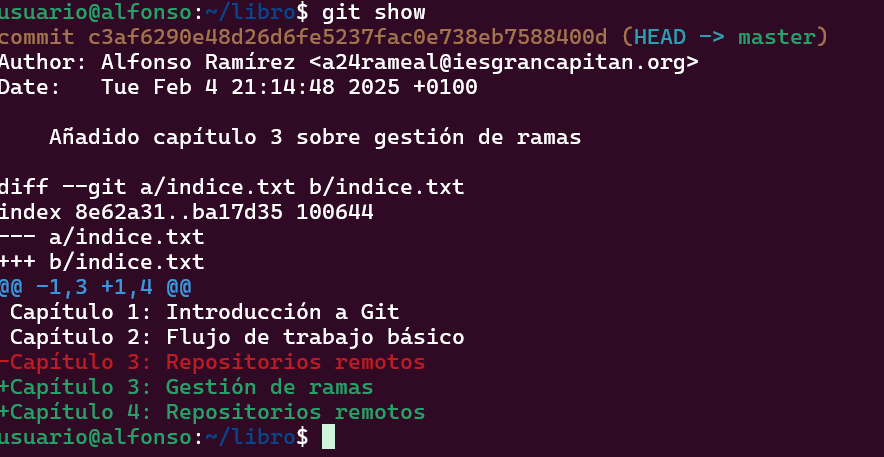 usuario@alfonso:~/libro$ git show
commit c3af6290e48d26d6fe5237fac0e738eb7588400d (HEAD -> master)
Author: Alfonso Ramírez <a24rameal@iesgrancapitan.org>
Date:   Tue Feb 4 21:14:48 2025 +0100
    Añadido capítulo 3 sobre gestión de ramas
diff --git a/indice.txt b/indice.txt
index 8e62a31..ba17d35 100644
--- a/indice.txt
+++ b/indice.txt
@@ -1,3 +1,4 @@
 Capítulo 1: Introducción a Git
 Capítulo 2: Flujo de trabajo básico
-Capítulo 3: Repositorios remotos
+Capítulo 3: Gestión de ramas
+Capítulo 4: Repositorios remotos
usuario@alfonso:~/libro$